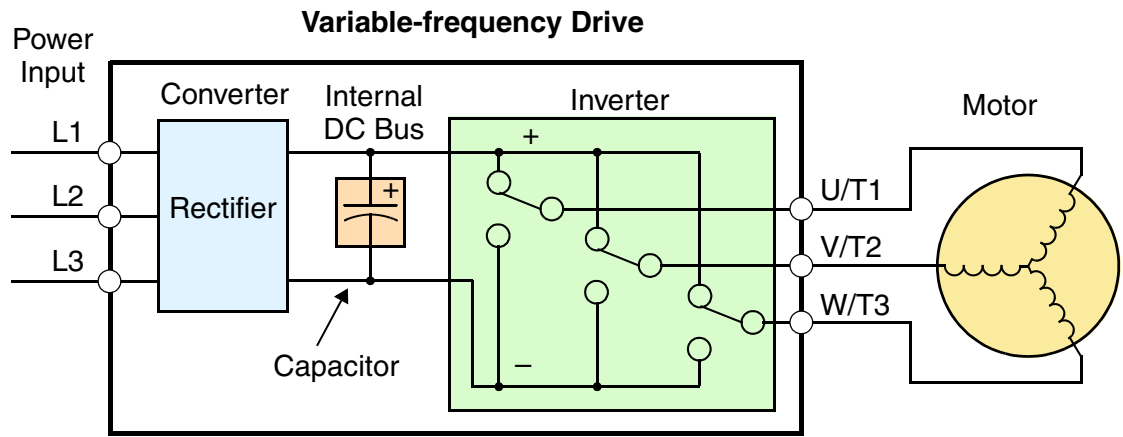 Variable-frequency Drive
Power
Input
Converter
Internal
DC Bus
Inverter
Motor
L1
L2
L3
Rectifier
+
+
–
U/T1
V/T2
W/T3
Capacitor